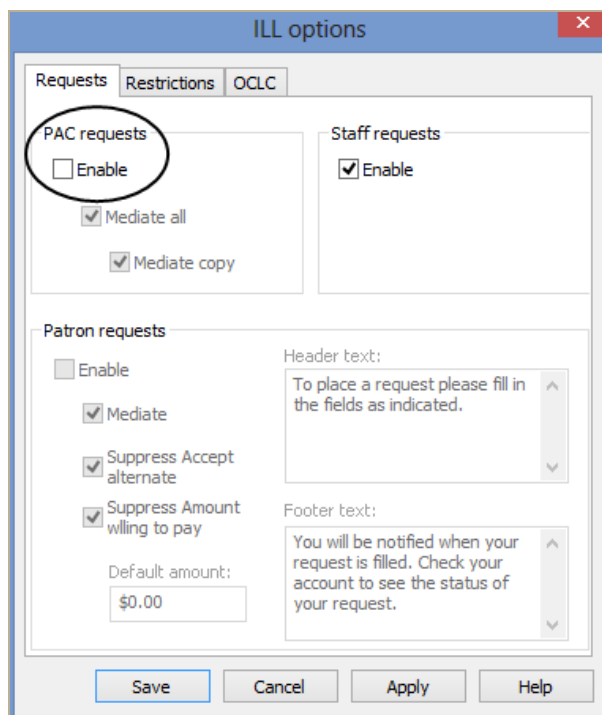 ILL options
Requests Restrictions OCLC
PAC requests
Enable
Mediate all
Mediate copy
Staff requests
Enable
Patron requests
Enable
Mediate
Suppress Accept
alternate
Suppress Amount
wlling to pay
Default amount:
$0.00
Header text:
To place a request please fill in
the fields as indicated.
Footer text:
You will be notified when your
request is filled. Check your
account to see the status of
your request.
Save Cancel Apply Help